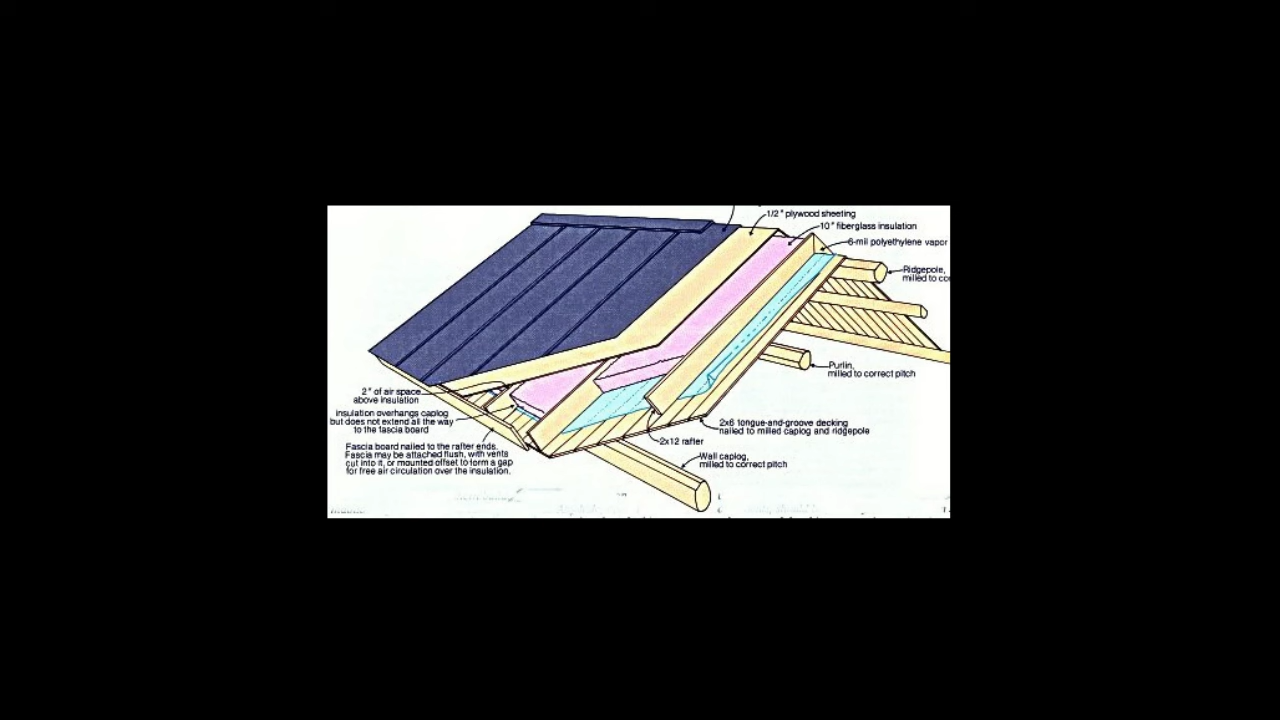 1/2" plywood sheeting
10" fiberglass insulation
6-mil polyethylene vapor
Ridgepole,
milled to
Purlin,
milled to correct pitch
2x6 tongue-and-groove decking
nailed to milled caplog and ridgepole
2x12 rafter
Wall caplog,
milled to correct pitch
2" of air space
above insulation
insulation overhangs caplog
but does not extend all the way
to the fascia board
Fascia board nailed to the rafter ends.
Fascia may be attached flush, with vents
cut into it, or mounted offset to form a gap
for free air circulation over the insulation.